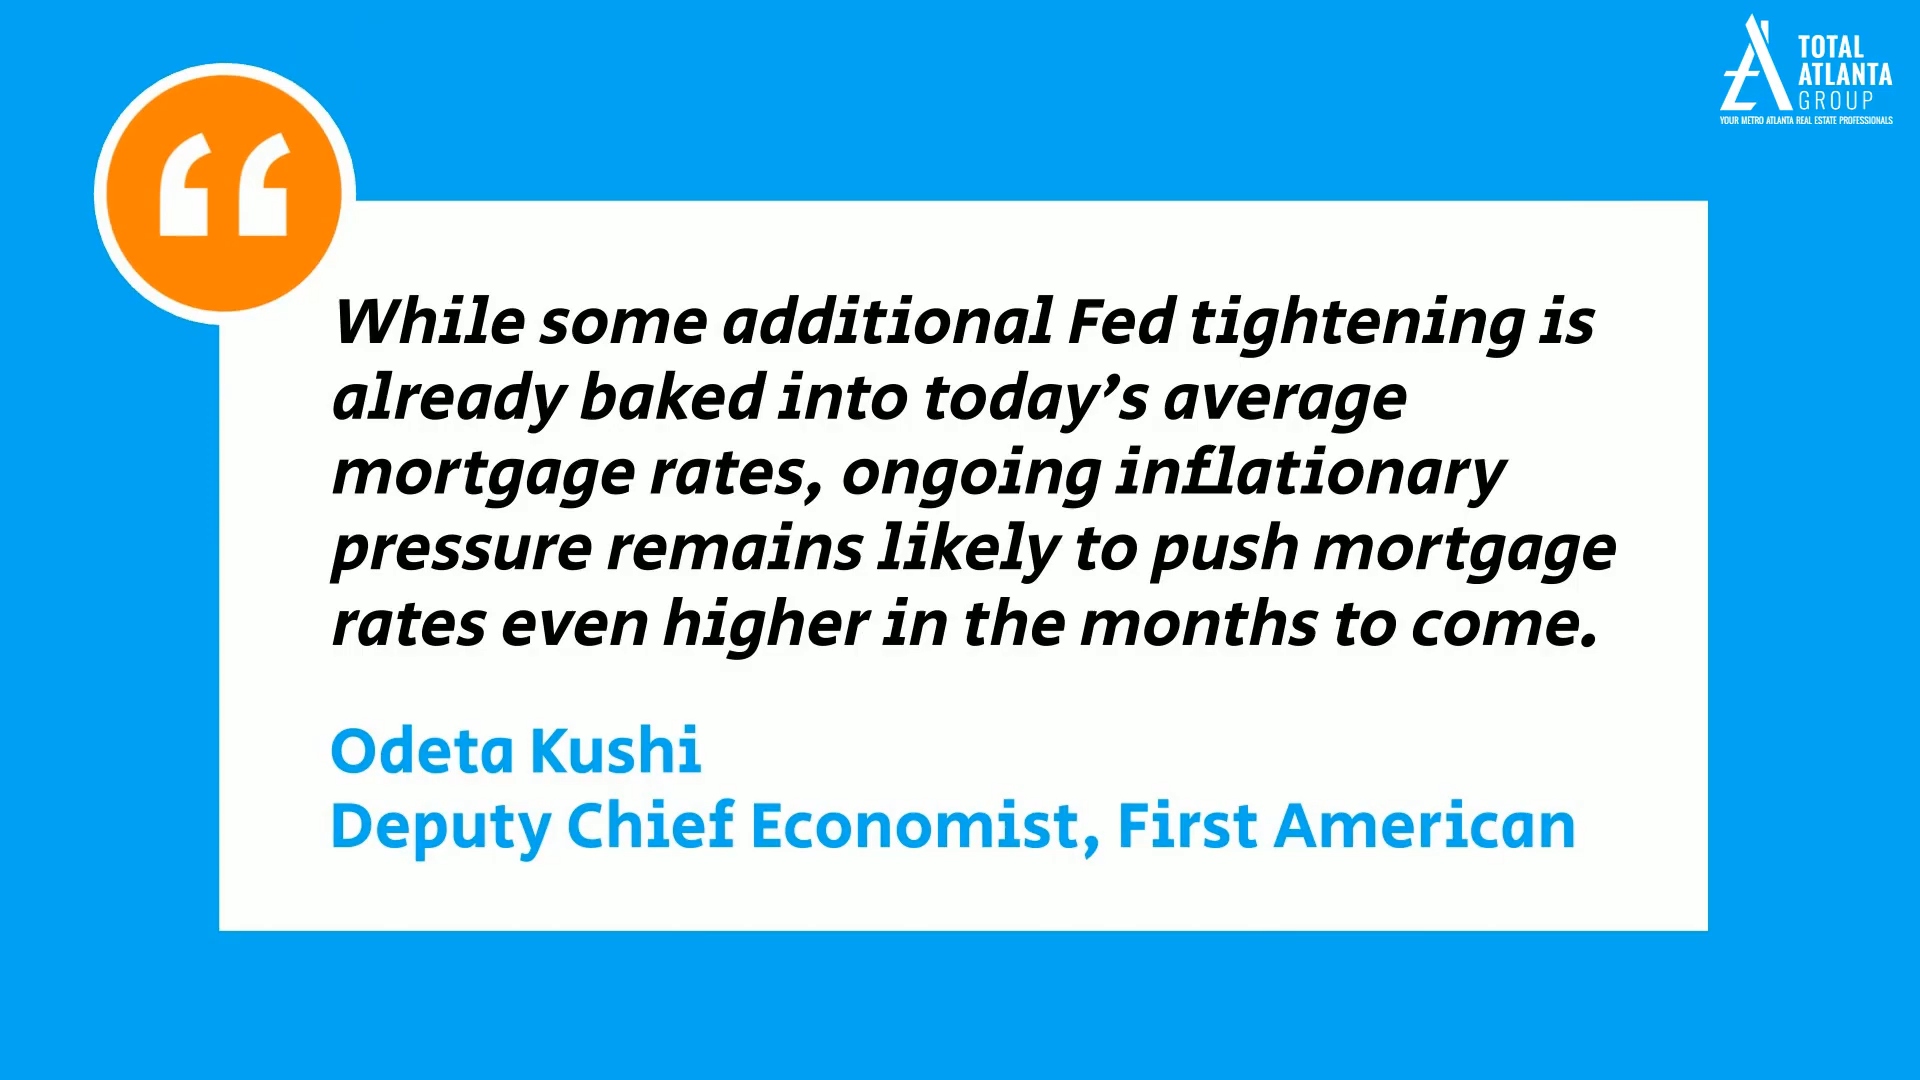 TOTAL
ATLANTA
GROUP
YOUR METRO ATLANTA REAL ESTATE PROFESSIONALS
“
While some additional Fed tightening is
already baked into today’s average
mortgage rates, ongoing inflationary
pressure remains likely to push mortgage
rates even higher in the months to come.
Odeta Kushi
Deputy Chief Economist, First American